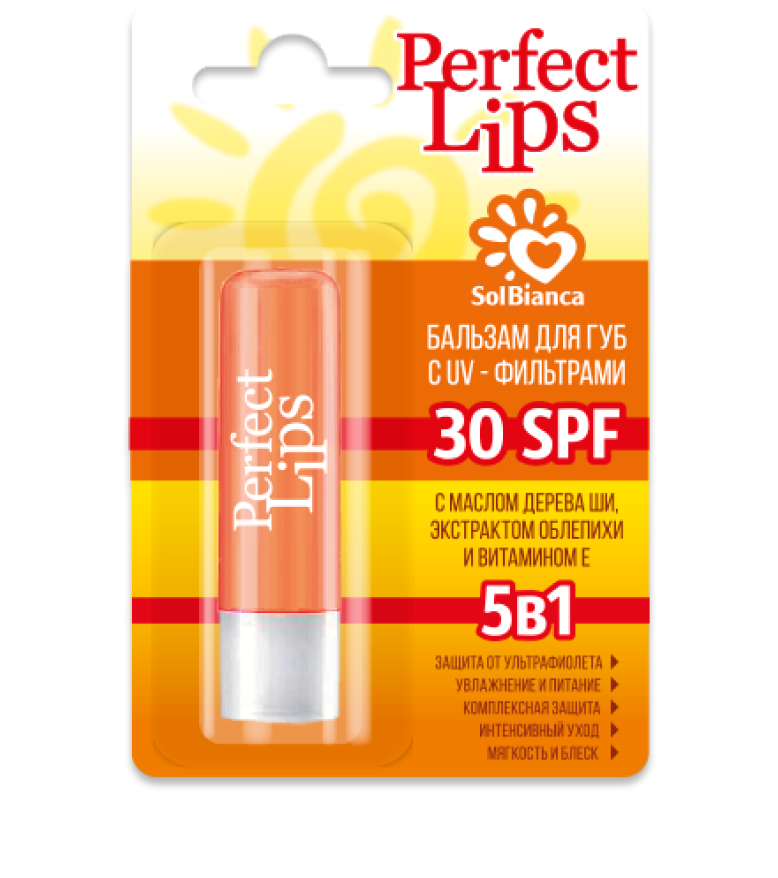 Perfect
Lips
SolBianca
БАЛЬЗАМ ДЛЯ ГУБ
С UV - ФИЛЬТРАМИ
30 SPF
С МАСЛОМ ДЕРЕВА ШИ,
ЭКСТРАКТОМ ОБЛЕПИХИ
И ВИТАМИНОМ Е
5в1
ЗАЩИТА ОТ УЛЬТРАФИОЛЕТА
УВЛАЖНЕНИЕ И ПИТАНИЕ
КОМПЛЕКСНАЯ ЗАЩИТА
ИНТЕНСИВНЫЙ УХОД
МЯГКОСТЬ И БЛЕСК
Perfect
Lips